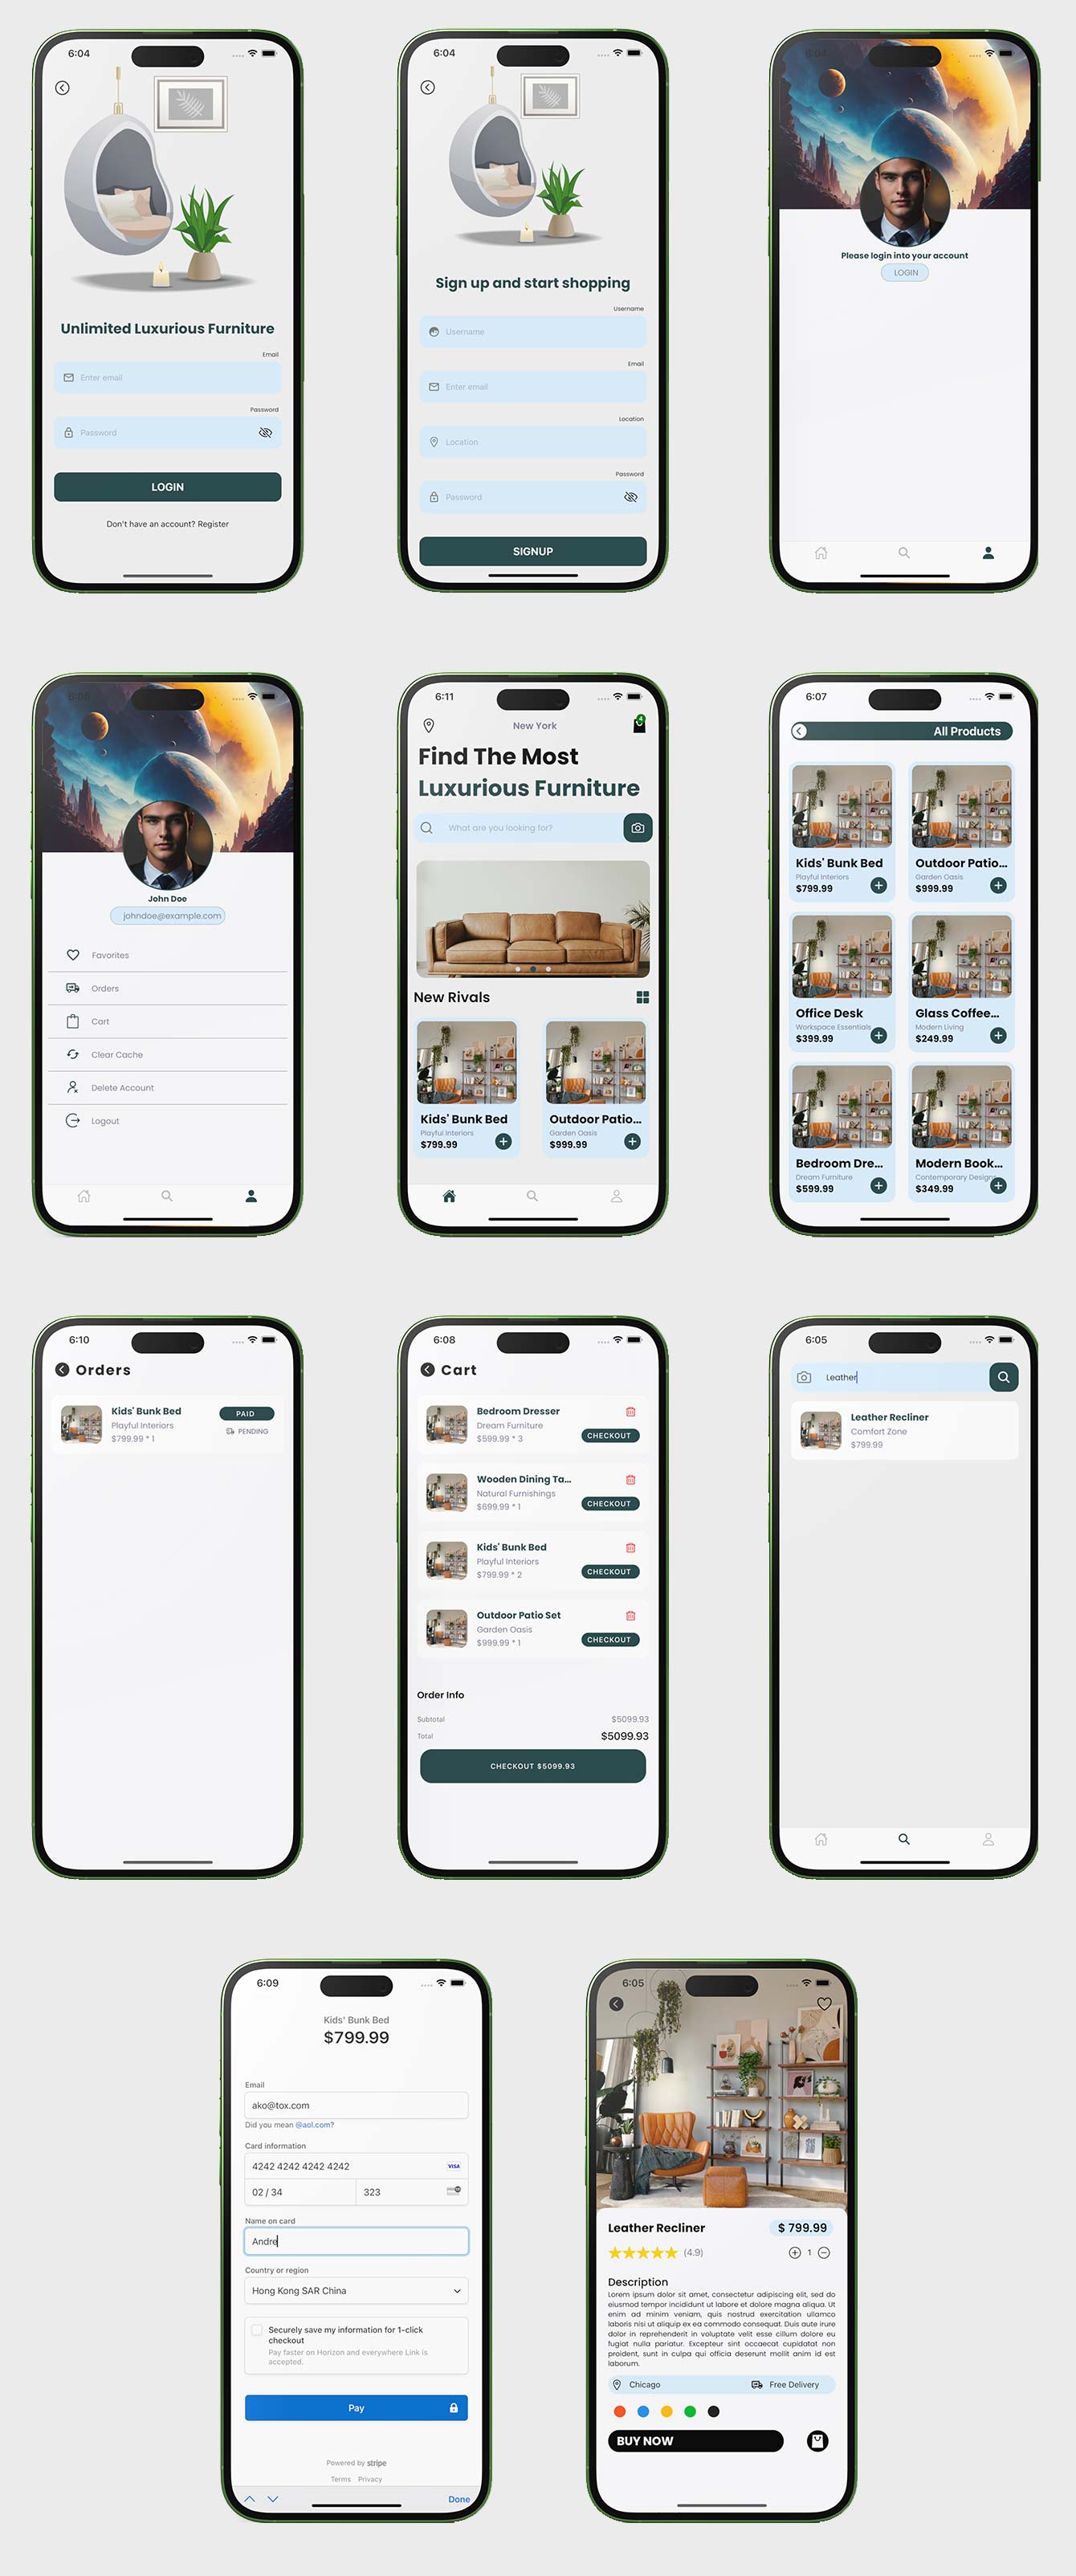 6:04
Unlimited Luxurious Furniture
Email
Enter email
Password
Password
LOGIN
Don't have an account? Register
6:04
Sign up and start shopping
Username
Username
Email
Enter email
Location
Location
Password
Password
SIGNUP
6:04
Please login into your account
LOGIN
John Doe
johndoe@example.com
Favorites
Orders
Cart
Clear Cache
Delete Account
Logout
6:11
New York
Find The Most
Luxurious Furniture
What are you looking for?
New Rivals
Kids' Bunk Bed
Playful Interiors
$799.99
Outdoor Patio...
Garden Oasis
$999.99
6:07
All Products
Kids' Bunk Bed
Playful Interiors
$799.99
Outdoor Patio...
Garden Oasis
$999.99
Office Desk
Workspace Essentials
$399.99
Glass Coffee...
Modern Living
$249.99
Bedroom Dre...
Dream Furniture
$599.99
Modern Book...
Contemporary Designs
$349.99
6:10
Orders
Kids' Bunk Bed
Playful Interiors
$799.99 * 1
PAID
PENDING
6:08
Cart
Bedroom Dresser
Dream Furniture
$599.99 * 3
CHECKOUT
Wooden Dining Ta...
Natural Furnishings
$699.99 * 1
CHECKOUT
Kids' Bunk Bed
Playful Interiors
$799.99 * 2
CHECKOUT
Outdoor Patio Set
Garden Oasis
$999.99 * 1
CHECKOUT
Order Info
Subtotal $5099.93
Total $5099.93
CHECKOUT $5099.93
6:05
Leather
Leather Recliner
Comfort Zone
$799.99
6:09
Kids' Bunk Bed
$799.99
Email
ako@tox.com
Did you mean @aol.com?
Card information
4242 4242 4242 4242
VISA
02 / 34
323
Name on card
Andre
Country or region
Hong Kong SAR China
Securely save my information for 1-click
checkout
Pay faster on Horizon and everywhere Link is
accepted.
Pay
Powered by stripe
Terms Privacy
Done
6:05
Leather Recliner
$ 799.99
(4.9)
1
Description
Lorem ipsum dolor sit amet, consectetur adipiscing elit, sed do
eiusmod tempor incididunt ut labore et dolore magna aliqua. Ut
enim ad minim veniam, quis nostrud exercitation ullamco
laboris nisi ut aliquip ex ea commodo consequat. Duis aute irure
dolor in reprehenderit in voluptate velit esse cillum dolore eu
fugiat nulla pariatur. Excepteur sint occaecat cupidatat non
proident, sunt in culpa qui officia deserunt mollit anim id est
laborum.
Chicago
Free Delivery
BUY NOW